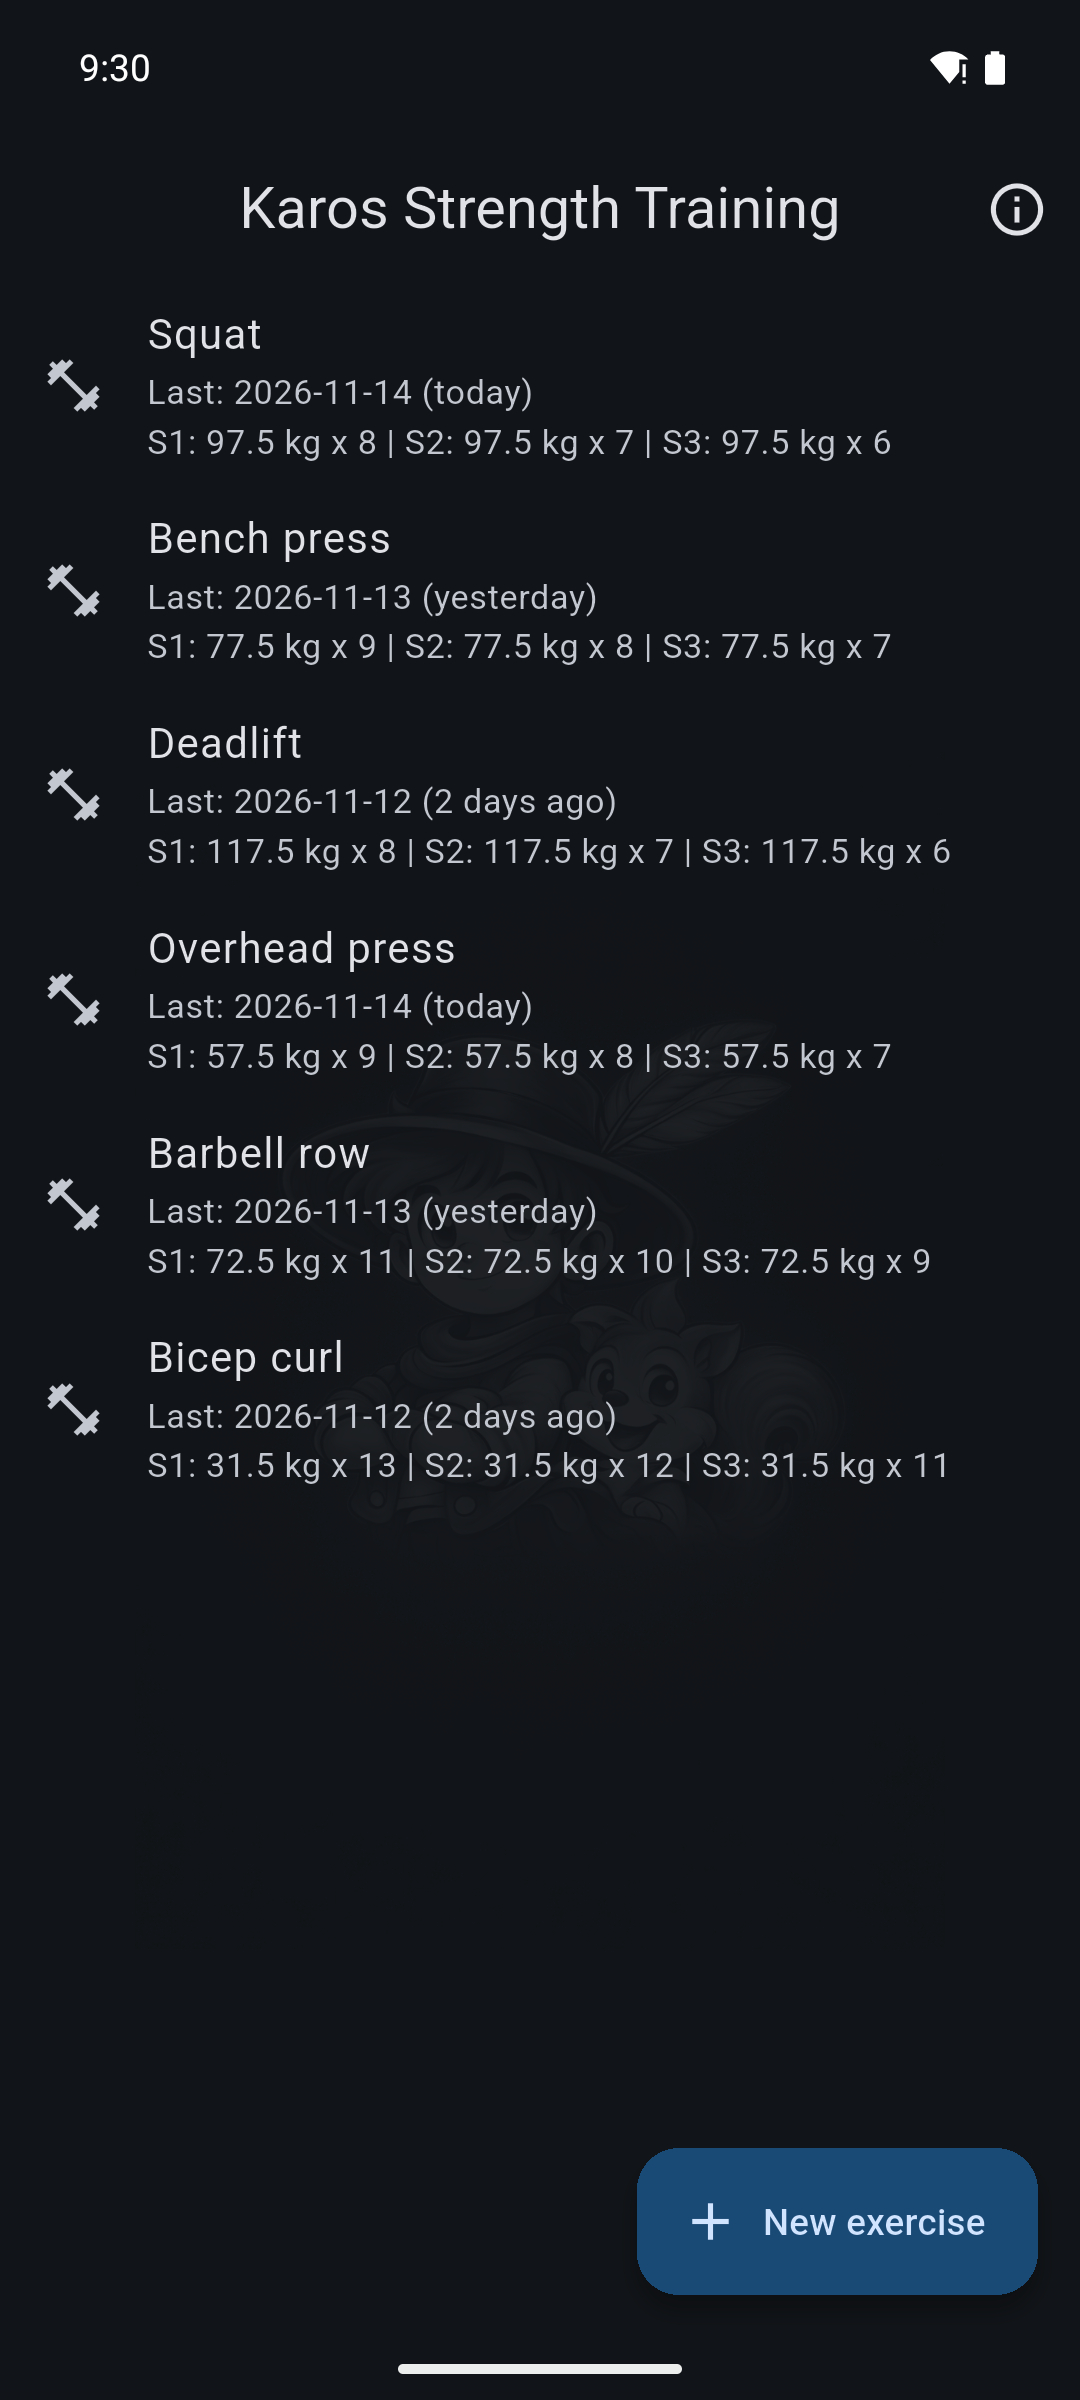 9:30
Karos Strength Training
Squat
Last: 2026-11-14 (today)
S1: 97.5 kg x 8 | S2: 97.5 kg x 7 | S3: 97.5 kg x 6
Bench press
Last: 2026-11-13 (yesterday)
S1: 77.5 kg x 9 | S2: 77.5 kg x 8 | S3: 77.5 kg x 7
Deadlift
Last: 2026-11-12 (2 days ago)
S1: 117.5 kg x 8 | S2: 117.5 kg x 7 | S3: 117.5 kg x 6
Overhead press
Last: 2026-11-14 (today)
S1: 57.5 kg x 9 | S2: 57.5 kg x 8 | S3: 57.5 kg x 7
Barbell row
Last: 2026-11-13 (yesterday)
S1: 72.5 kg x 11 | S2: 72.5 kg x 10 | S3: 72.5 kg x 9
Bicep curl
Last: 2026-11-12 (2 days ago)
S1: 31.5 kg x 13 | S2: 31.5 kg x 12 | S3: 31.5 kg x 11
New exercise